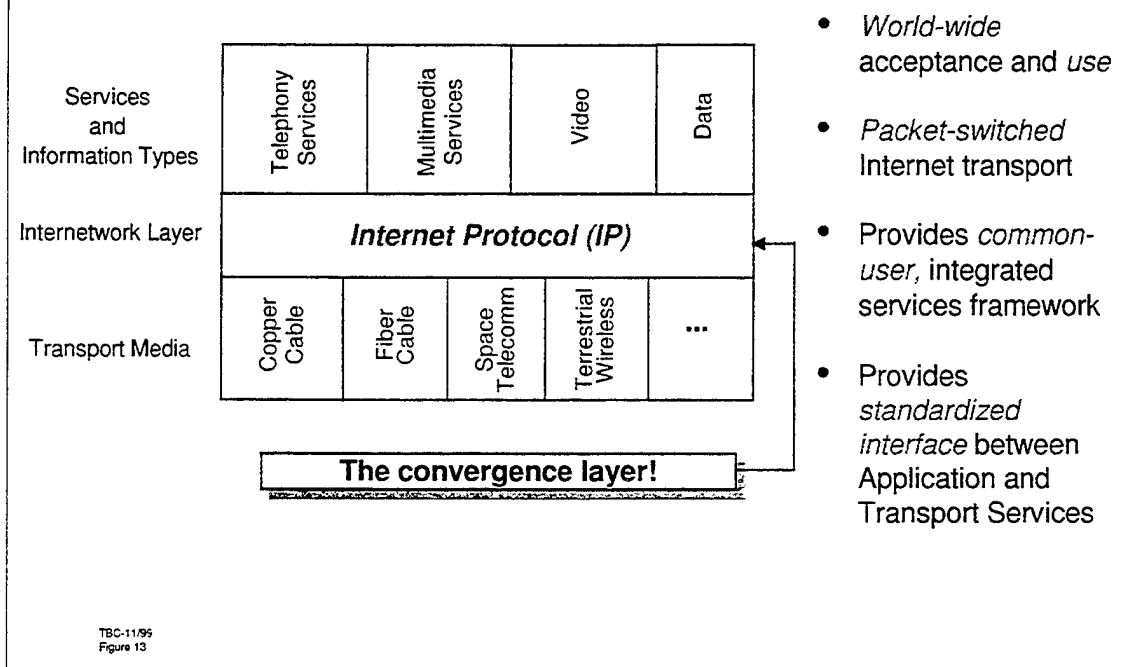 Services
and
Information Types
Telephony
Services
Multimedia
Services
Video
Data
Internetwork Layer
Internet Protocol (IP)
Transport Media
Copper
Cable
Fiber
Cable
Space
Telecomm
Terrestrial
Wireless
...
The convergence layer!
• World-wide
acceptance and use
• Packet-switched
Internet transport
• Provides common-
user, integrated
services framework
• Provides
standardized
interface between
Application and
Transport Services
TBC-11/99
Figure 13